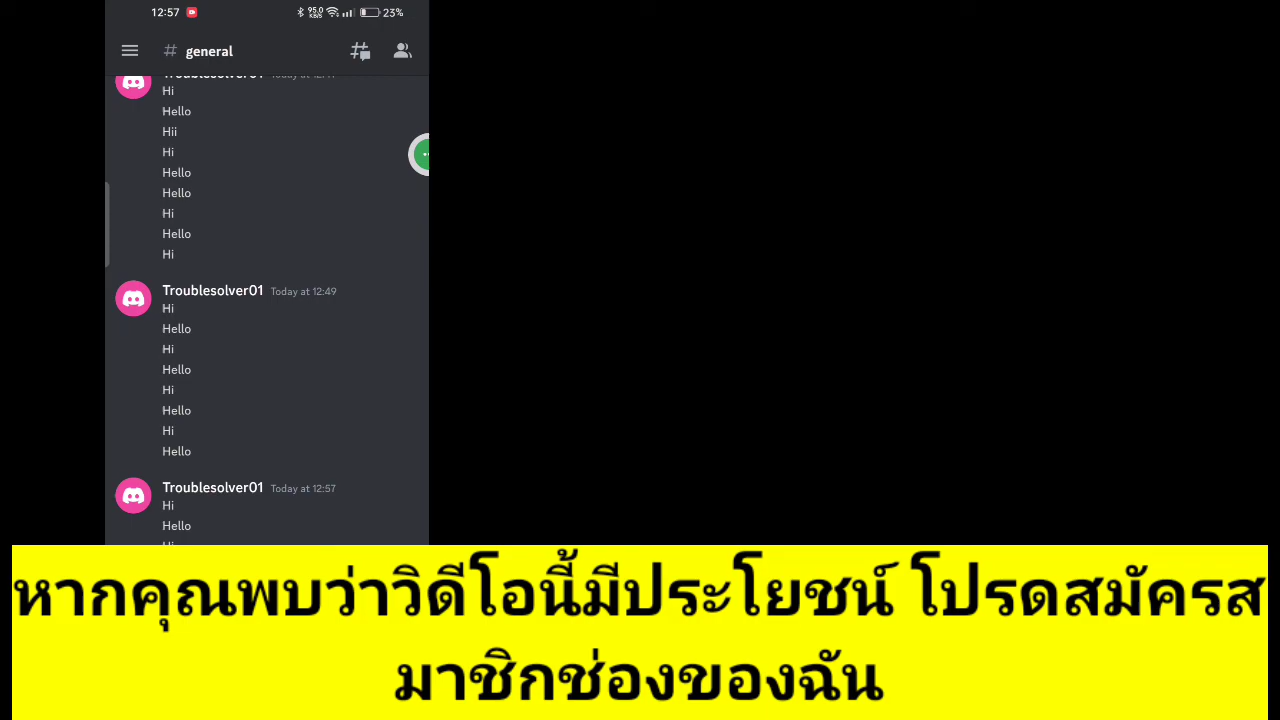 12:57 95.0 KB/S 23%
# general
Hi
Hello
Hii
Hi
Hello
Hello
Hi
Hello
Hi
Troublesolver01 Today at 12:49
Hi
Hello
Hi
Hello
Hi
Hello
Hi
Hello
Troublesolver01 Today at 12:57
Hi
Hello
หากคุณพบว่าวิดีโอนี้มีประโยชน์ โปรดสมัครส
มาชิกช่องของฉัน